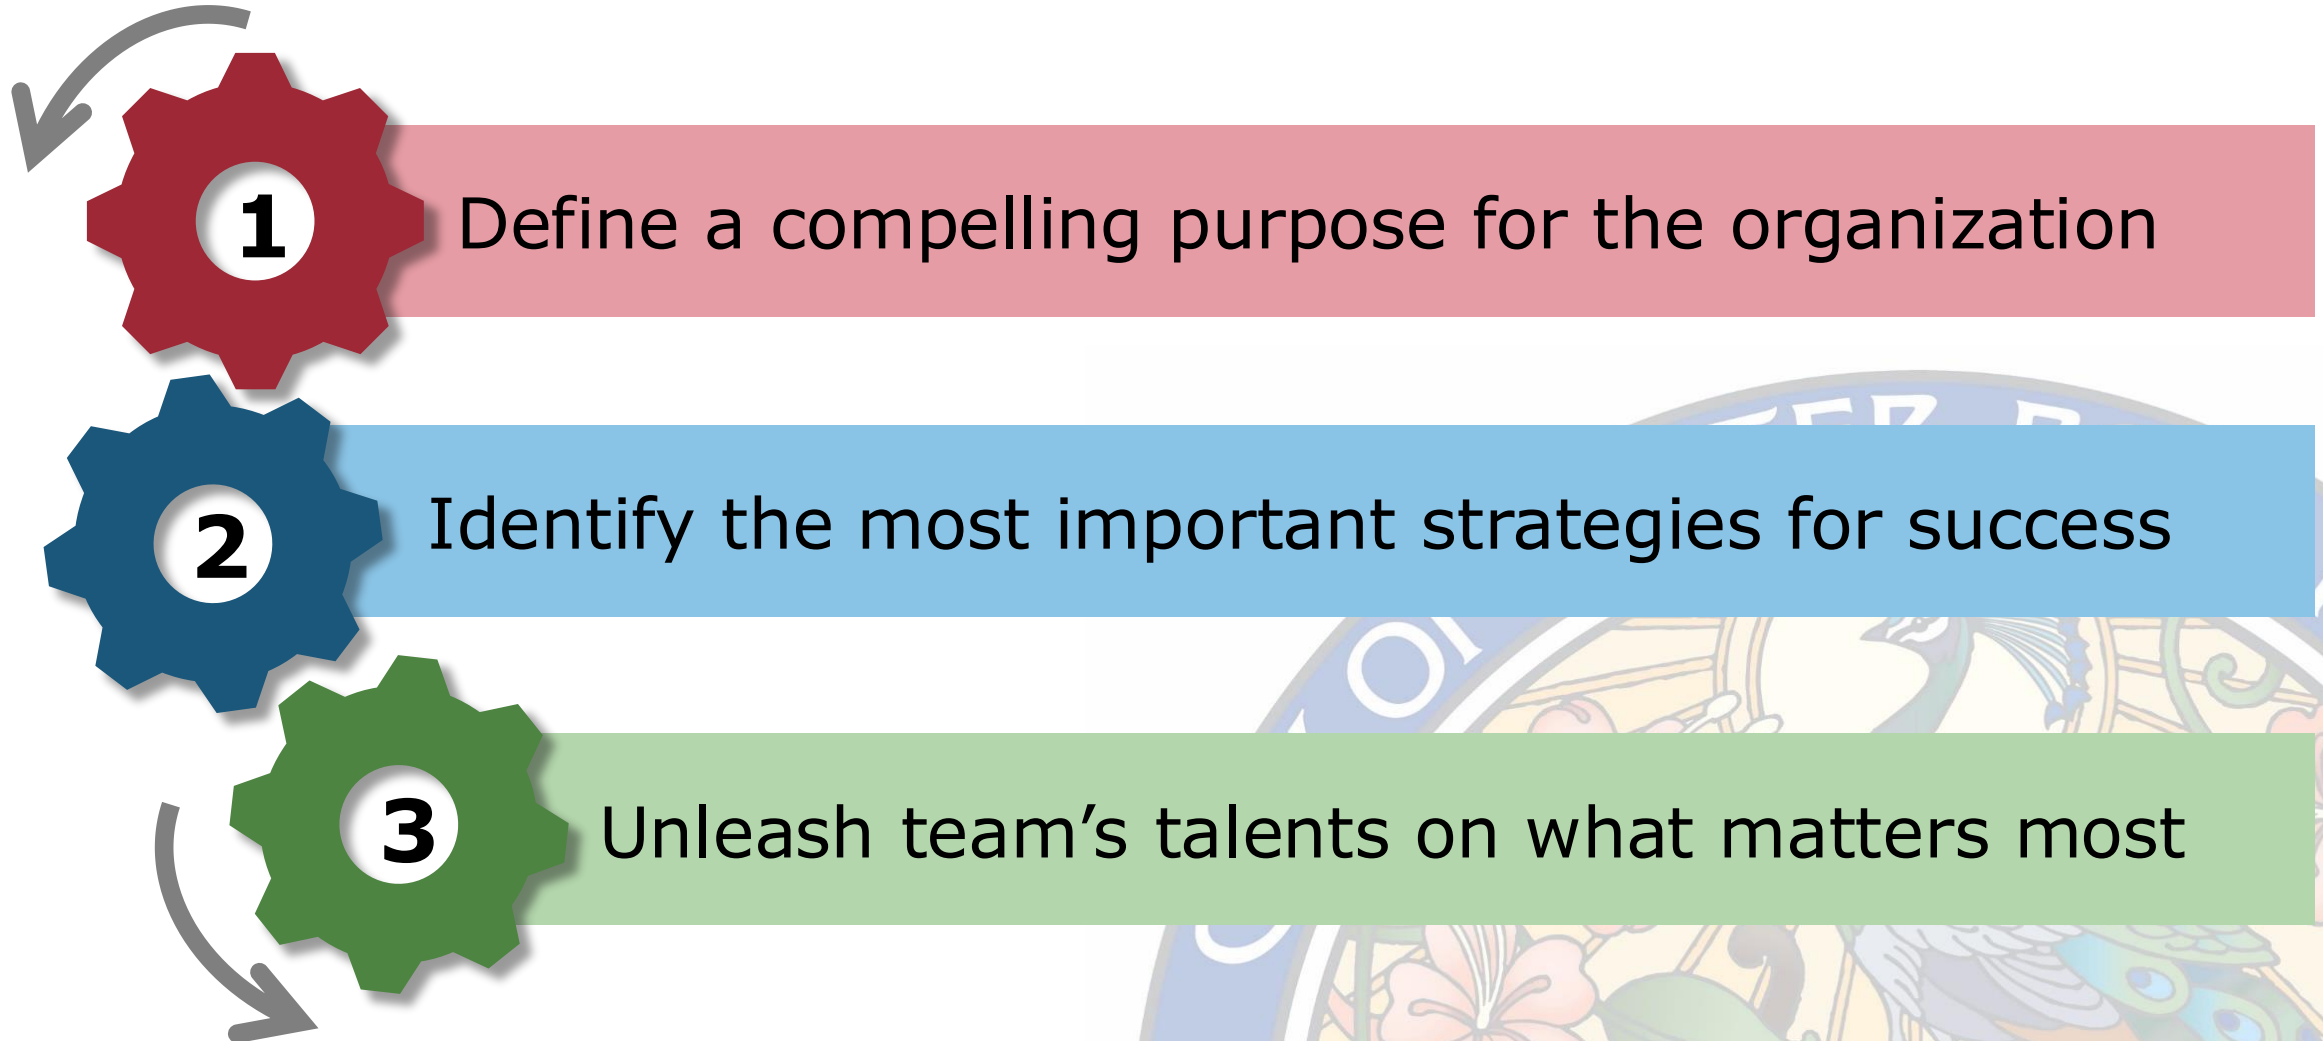 1
Define a compelling purpose for the organization
2
Identify the most important strategies for success
3
Unleash team’s talents on what matters most